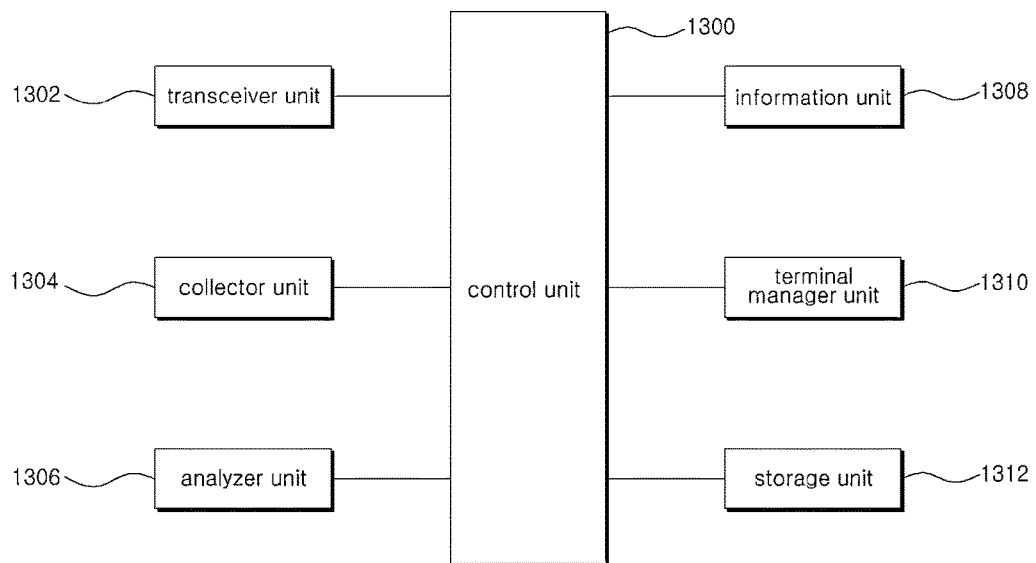 1300
1302
transceiver unit
information unit
1308
1304
collector unit
control unit
terminal
manager unit
1310
1306
analyzer unit
storage unit
1312